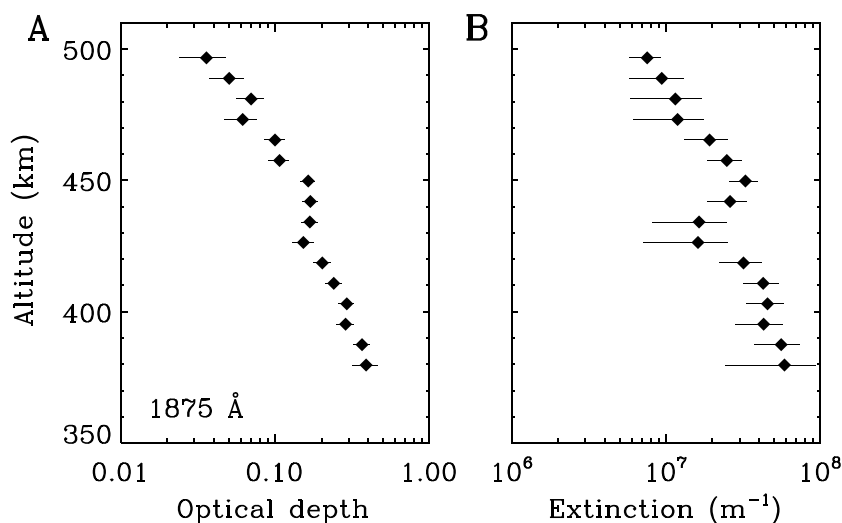 A
B
500
450
400
350
Altitude (km)
1875 Å
0.01
0.10
1.00
10⁶
10⁷
10⁸
Optical depth
Extinction (m⁻¹)